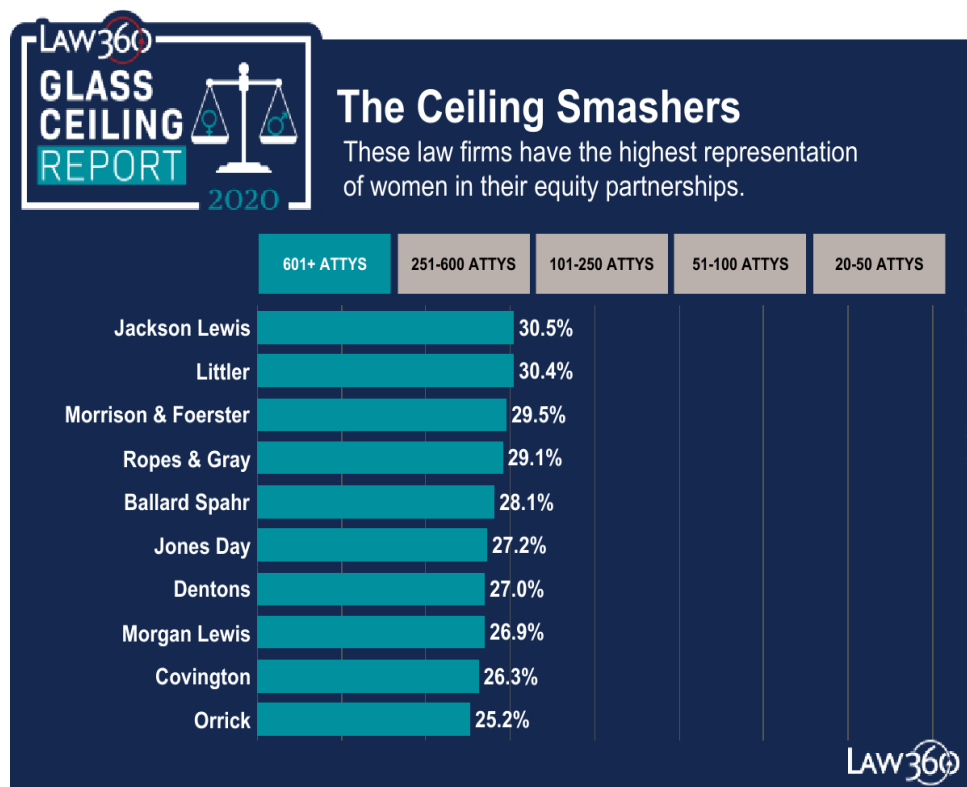 LAW360
GLASS
CEILING
REPORT
2020
The Ceiling Smashers
These law firms have the highest representation
of women in their equity partnerships.
601+ ATTYS 251-600 ATTYS 101-250 ATTYS 51-100 ATTYS 20-50 ATTYS
Jackson Lewis 30.5%
Littler 30.4%
Morrison & Foerster 29.5%
Ropes & Gray 29.1%
Ballard Spahr 28.1%
Jones Day 27.2%
Dentons 27.0%
Morgan Lewis 26.9%
Covington 26.3%
Orrick 25.2%
LAW360